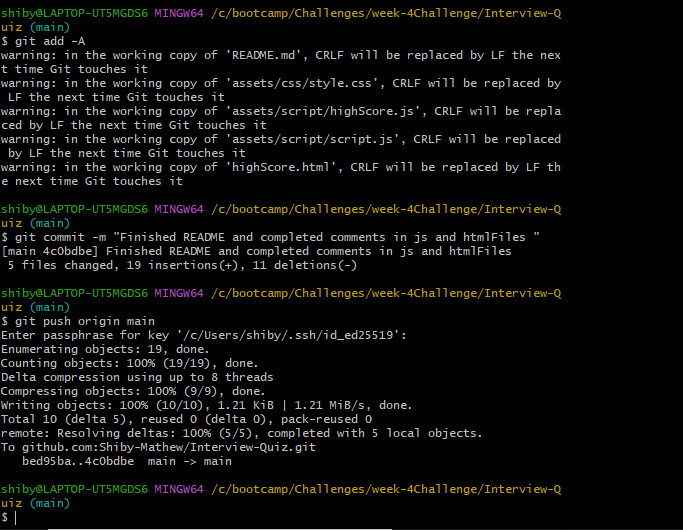 shiby@LAPTOP-UT5MGDS6 MINGW64 /c/bootcamp/Challenges/week-4Challenge/Interview-Q
uiz (main)
$ git add -A
warning: in the working copy of 'README.md', CRLF will be replaced by LF the nex
t time Git touches it
warning: in the working copy of 'assets/css/style.css', CRLF will be replaced by
 LF the next time Git touches it
warning: in the working copy of 'assets/script/highScore.js', CRLF will be repla
ced by LF the next time Git touches it
warning: in the working copy of 'assets/script/script.js', CRLF will be replaced
 by LF the next time Git touches it
warning: in the working copy of 'highScore.html', CRLF will be replaced by LF th
e next time Git touches it
shiby@LAPTOP-UT5MGDS6 MINGW64 /c/bootcamp/Challenges/week-4Challenge/Interview-Q
uiz (main)
$ git commit -m "Finished README and completed comments in js and htmlFiles "
[main 4c0bdbe] Finished README and completed comments in js and htmlFiles
 5 files changed, 19 insertions(+), 11 deletions(-)
shiby@LAPTOP-UT5MGDS6 MINGW64 /c/bootcamp/Challenges/week-4Challenge/Interview-Q
uiz (main)
$ git push origin main
Enter passphrase for key '/c/Users/shiby/.ssh/id_ed25519':
Enumerating objects: 19, done.
Counting objects: 100% (19/19), done.
Delta compression using up to 8 threads
Compressing objects: 100% (9/9), done.
Writing objects: 100% (10/10), 1.21 KiB | 1.21 MiB/s, done.
Total 10 (delta 5), reused 0 (delta 0), pack-reused 0
remote: Resolving deltas: 100% (5/5), completed with 5 local objects.
To github.com:Shiby-Mathew/Interview-Quiz.git
   bed95ba..4c0bdbe  main -> main
shiby@LAPTOP-UT5MGDS6 MINGW64 /c/bootcamp/Challenges/week-4Challenge/Interview-Q
uiz (main)
$